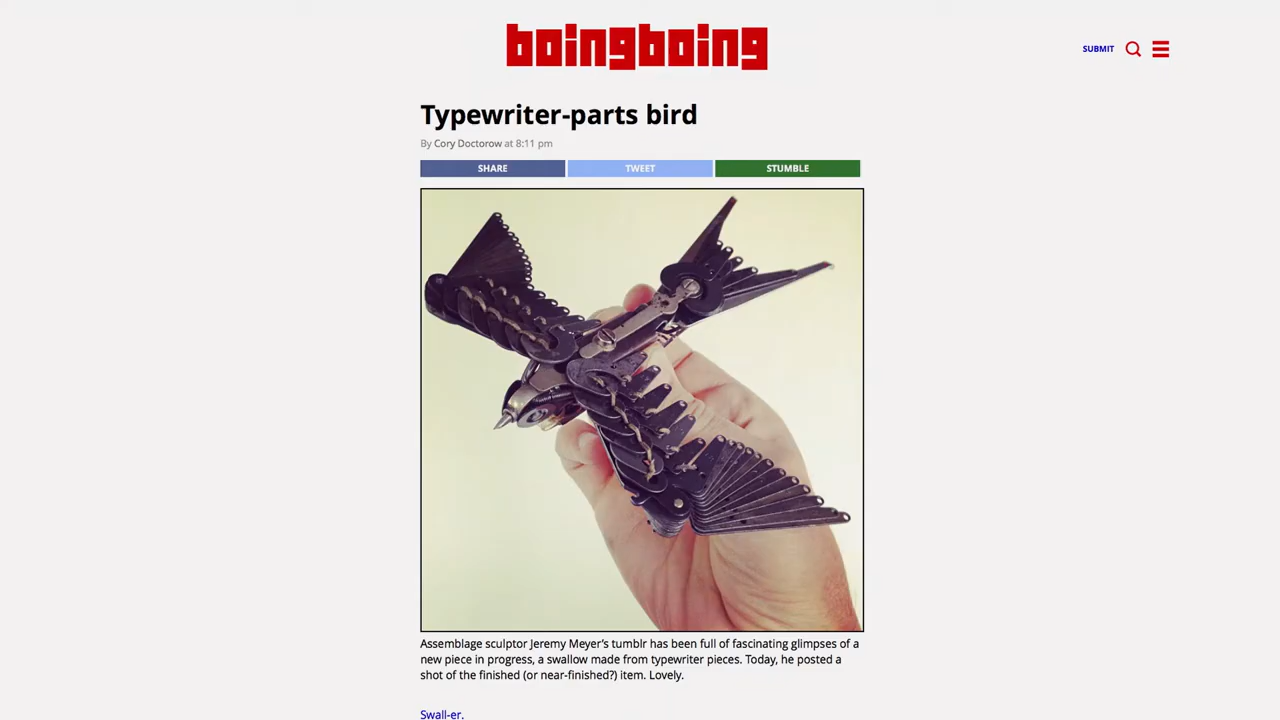 boingboing
SUBMIT
Typewriter-parts bird
By Cory Doctorow at 8:11 pm
SHARE
TWEET
STUMBLE
Assemblage sculptor Jeremy Meyer's tumblr has been full of fascinating glimpses of a
new piece in progress, a swallow made from typewriter pieces. Today, he posted a
shot of the finished (or near-finished?) item. Lovely.
Swall-er.